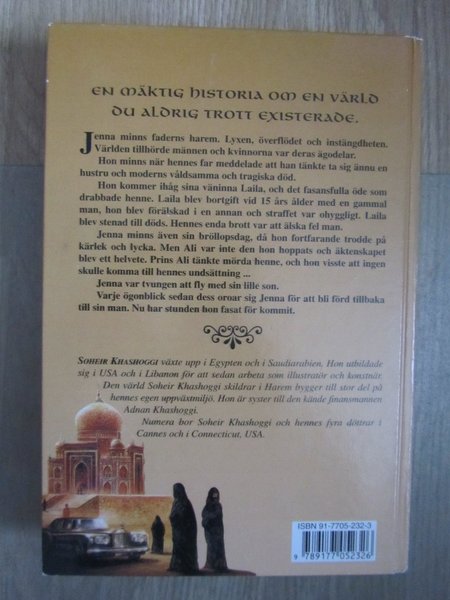 EN MÄKTIG HISTORIA OM EN VÄRLD
DU ALDRIG TROTT EXISTERADE.
Jenna minns faderns harem. Lyxen, överflödet och instängdheten.
Världen tillhörde männen och kvinnorna var deras ägodelar.
Hon minns när hennes far meddelade att han tänkte ta sig ännu en
hustru och moderns våldsamma och tragiska död.
Hon kommer ihåg sina väninna Laila, och det fasansfulla öde som
drabbade henne. Laila blev bortgift vid 15 års ålder med en gammal
man, hon blev förälskad i en annan och straffet var ohyggligt. Laila
blev stenad till döds. Hennes enda brott var att älska fel man.
Jenna minns även sin bröllopsdag, då hon fortfarande trodde på
kärlek och lycka. Men Ali var inte den hon hoppats och äktenskapet
blev ett helvete. Prins Ali tänkte mörda henne, och hon visste att ingen
skulle komma till hennes undsättning ...
Jenna var tvungen att fly med sin lille son.
Varje ögonblick sedan dess oroar sig Jenna för att bli förd tillbaka
till sin man. Nu har stunden hon fasat för kommit.
SOHEIR KHASHOGGI växte upp i Egypten och i Saudiarabien. Hon utbildade
sig i USA och i Libanon för att sedan arbeta som illustratör och konstnär.
Den värld Soheir Khashoggi skildrar i Harem bygger till stor del på
hennes egen uppväxtmiljö. Hon är syster till den kände finansmannen
Adnan Khashoggi.
Numera bor Soheir Khashoggi och hennes fyra döttrar i
Cannes och i Connecticut, USA.
ISBN 91-7705-232-3
9 789177 052326